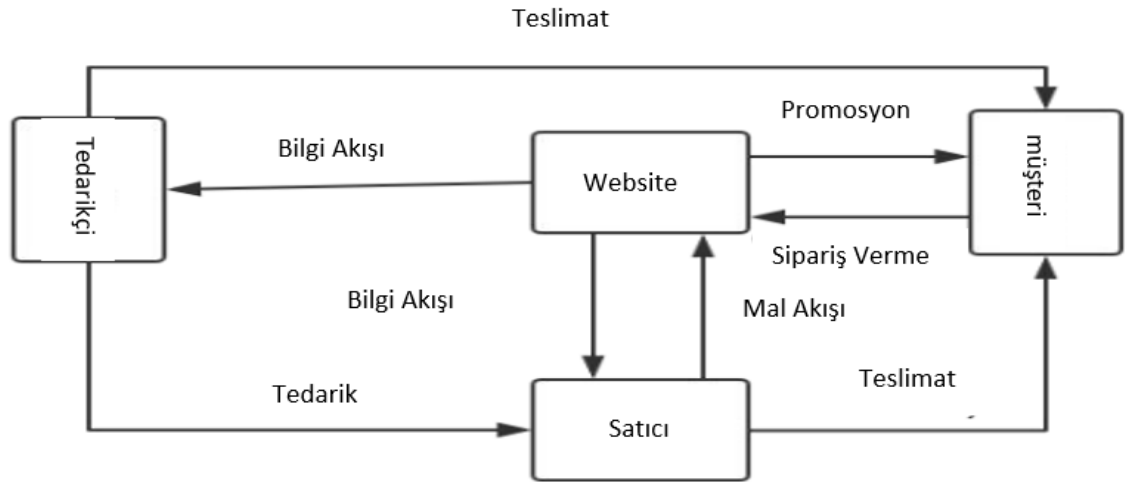 Teslimat
Promosyon
Tedarikçi
Bilgi Akışı
Website
müşteri
Sipariş Verme
Bilgi Akışı
Mal Akışı
Tedarik
Teslimat
Satıcı